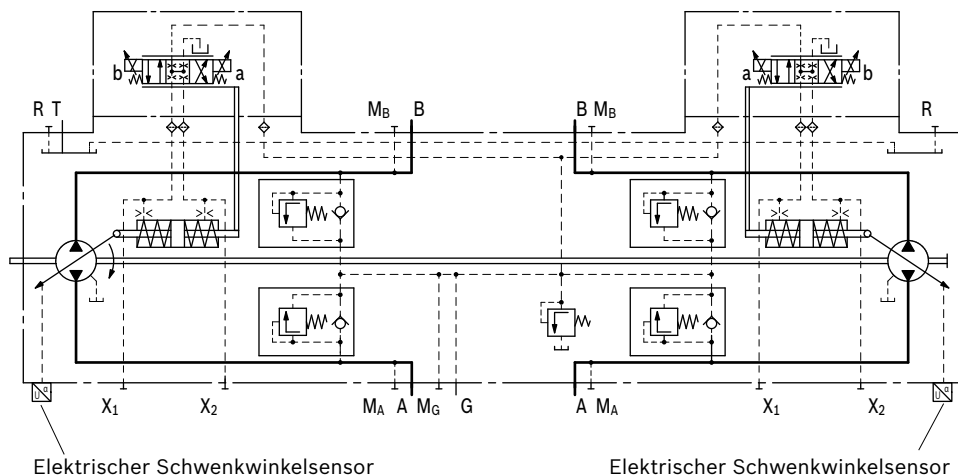 b a a b
R T M_B B B M_B R
X₁ X₂ M_A A M_G G A M_A X₁ X₂
U α U α
Elektrischer Schwenkwinkelsensor Elektrischer Schwenkwinkelsensor